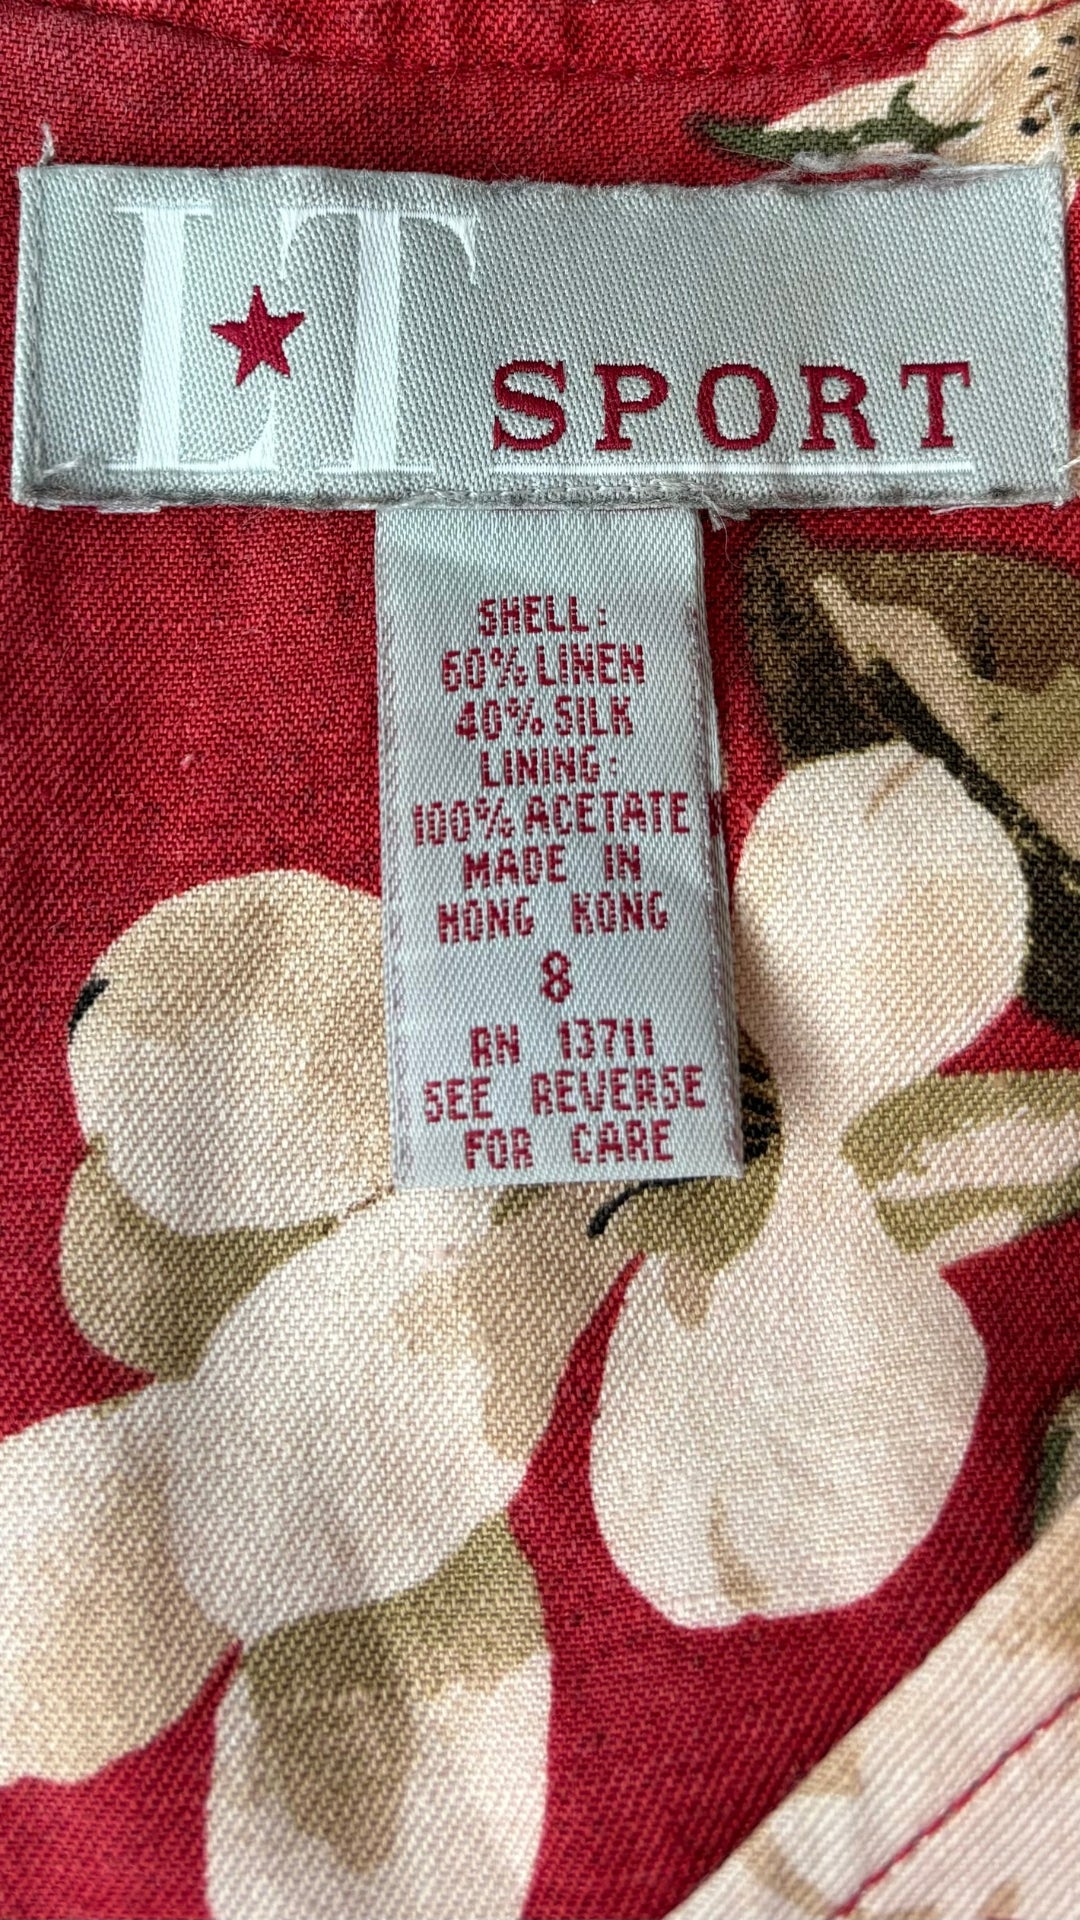 LT SPORT
SHELL:
60% LINEN
40% SILK
LINING:
100% ACETATE
MADE IN
HONG KONG
8
RN 13711
SEE REVERSE
FOR CARE